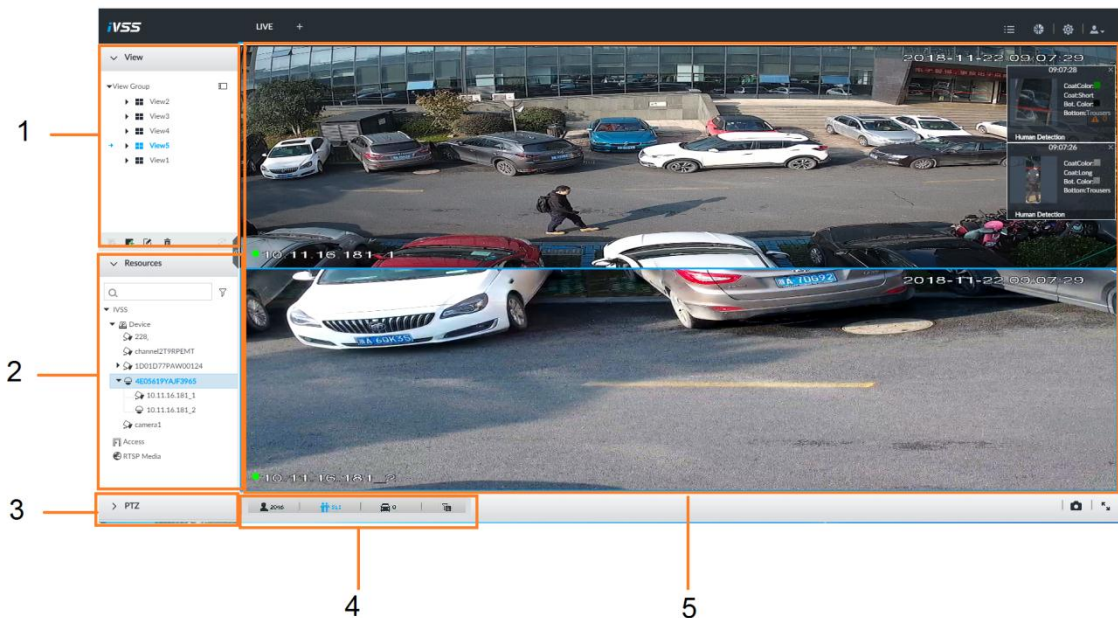 iVSS
LIVE +
View
View Group
View2
View3
View4
View5
View1
Resources
IVSS
Device
228_
channel2T9RPEMT
1D01D77PAW00124
4E05619YAJF3965
10.11.16.181_1
10.11.16.181_2
camera1
Access
RTSP Media
PTZ
2018-11-22 09:07:29
10.11.16.181_1
09:07:28
CoatColor:
Coat:Short
Bot. Color:
Bottom:Trousers
Human Detection
09:07:26
CoatColor:
Coat:Long
Bot. Color:
Bottom:Trousers
Human Detection
2018-11-22 09:07:29
10.11.16.181_2
2046
0
1
2
3
4
5